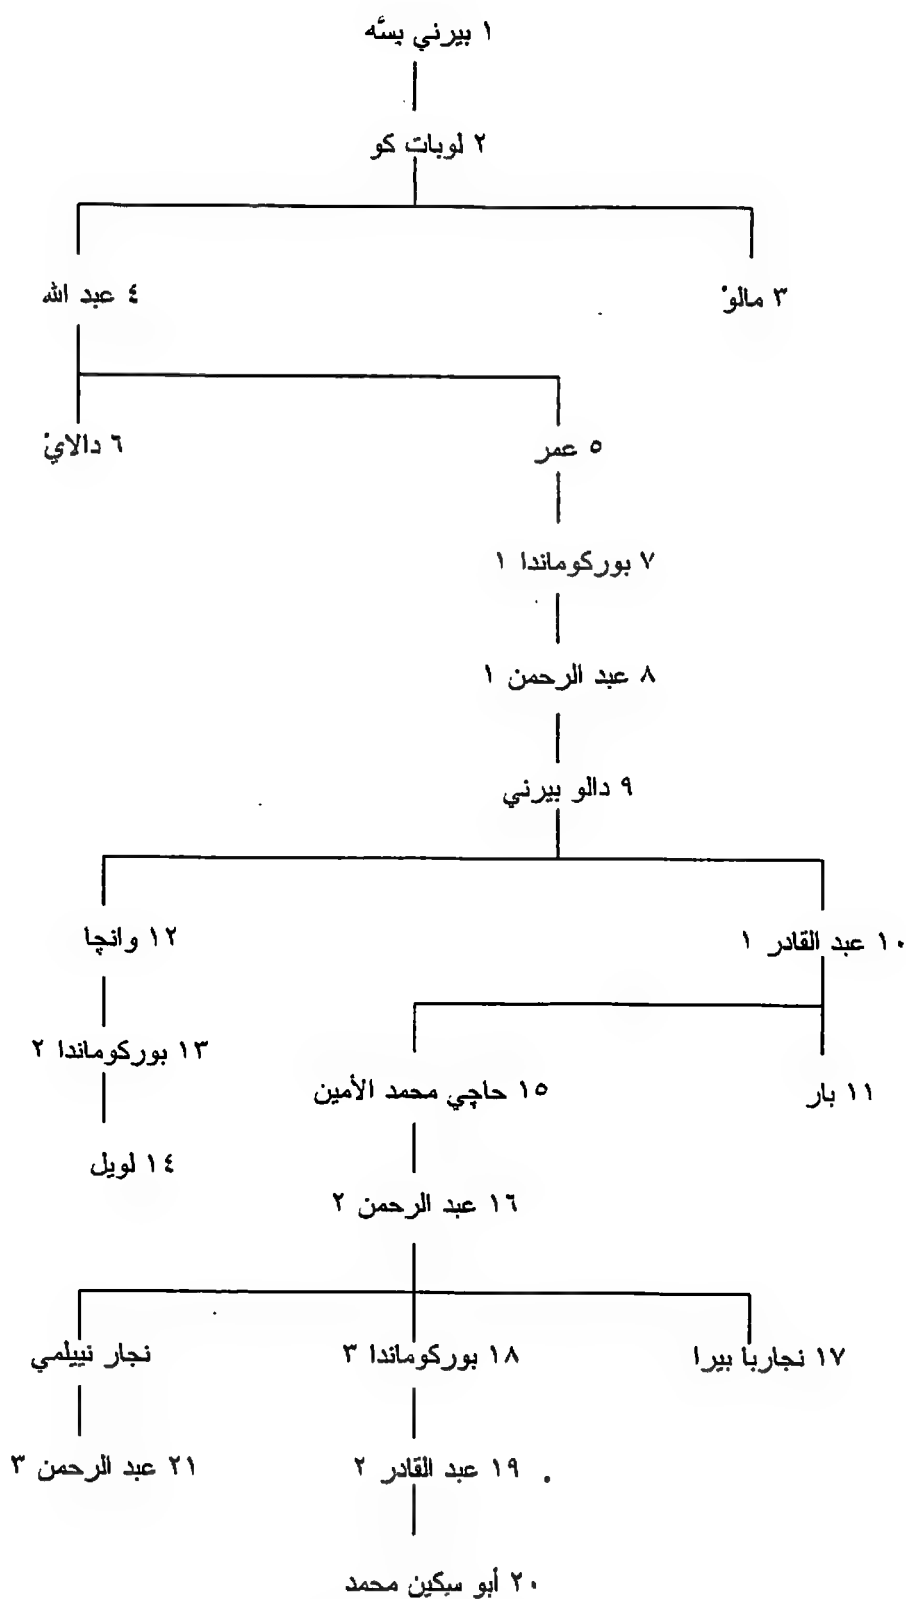 ١ بيرني بسَّه
٢ لوبات كو
٣ مالوْ
٤ عبد الله
٥ عمر
٦ دالايْ
٧ بوركوماندا ١
٨ عبد الرحمن ١
٩ دالو بيرني
١٠ عبد القادر ١
١٢ وانچا
١٣ بوركوماندا ٢
١١ بار
١٥ حاچي محمد الأمين
١٤ لويل
١٦ عبد الرحمن ٢
١٧ نجاربا بيرا
١٨ بوركوماندا ٣
نجار نييلمي
١٩ عبد القادر ٢
٢١ عبد الرحمن ٣
٢٠ أبو سكين محمد